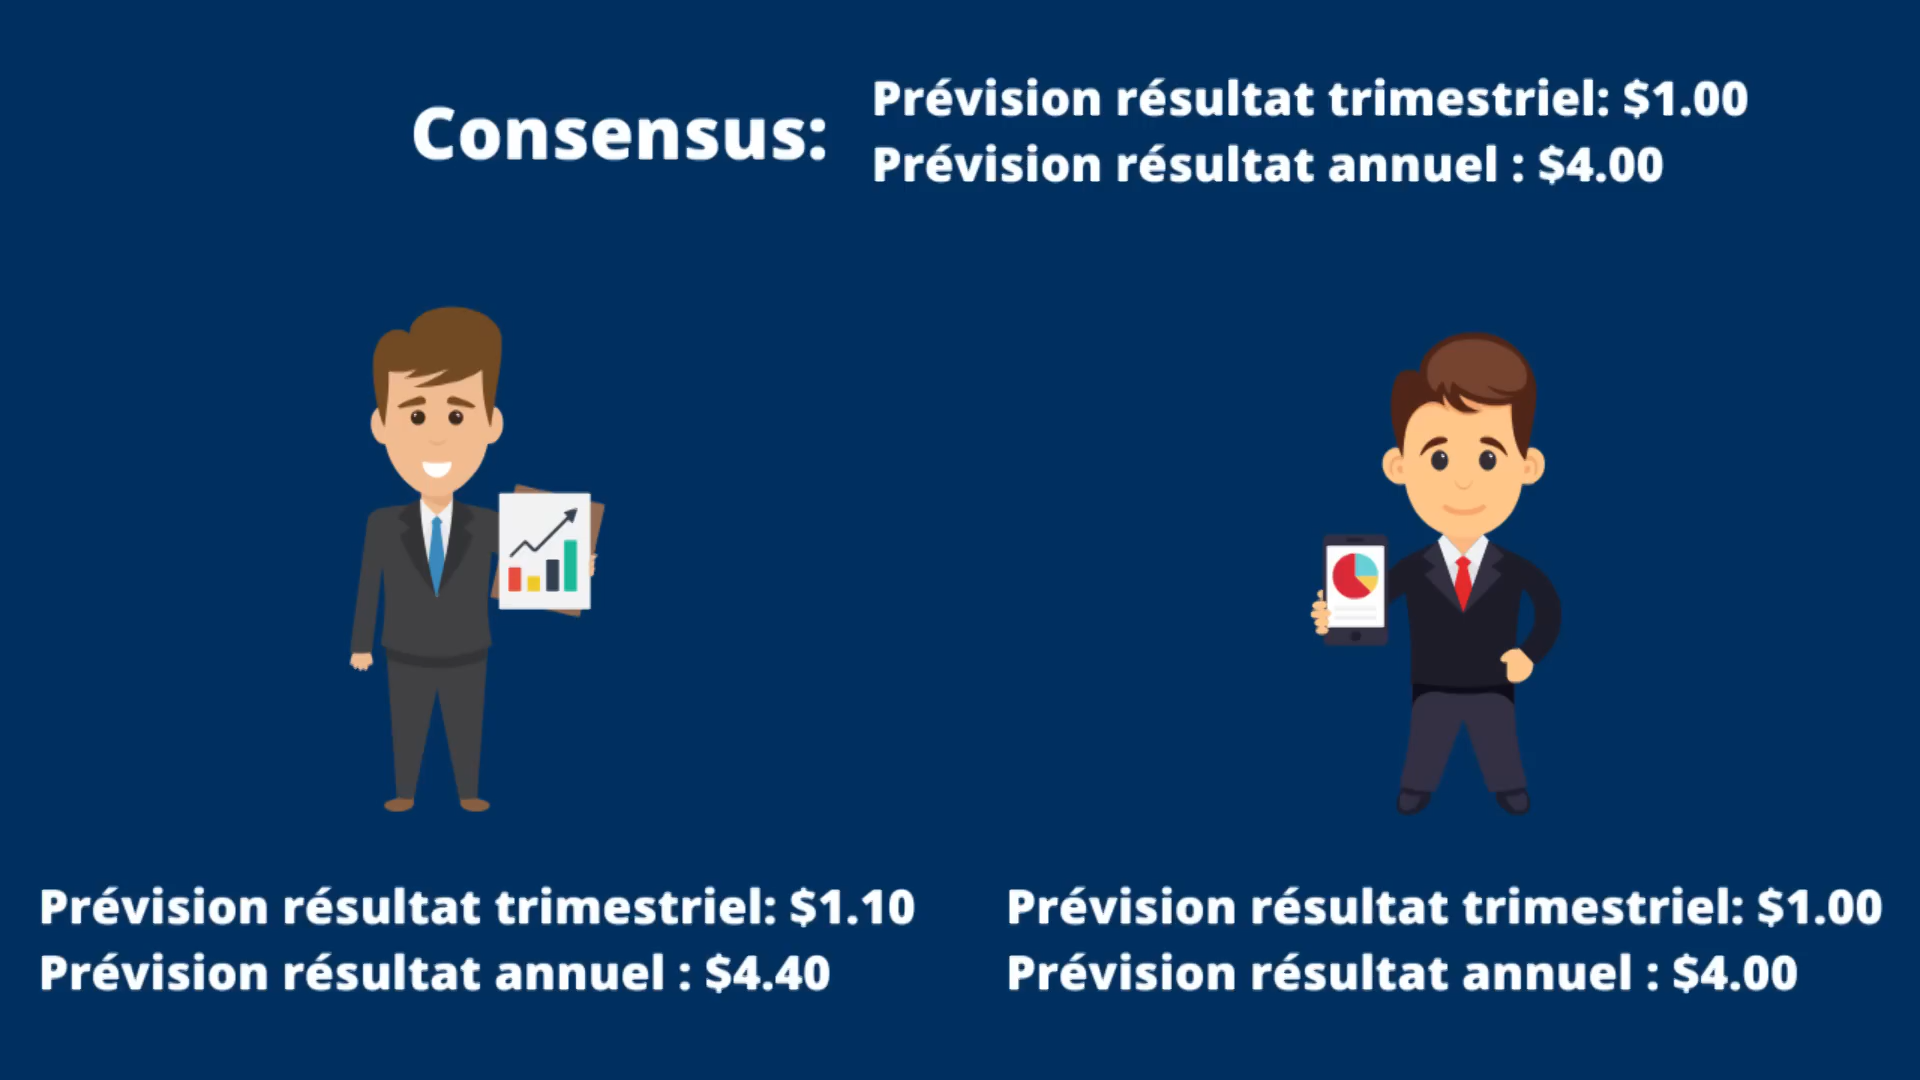 Consensus:
Prévision résultat trimestriel: $1.00
Prévision résultat annuel : $4.00
Prévision résultat trimestriel: $1.10
Prévision résultat annuel : $4.40
Prévision résultat trimestriel: $1.00
Prévision résultat annuel : $4.00